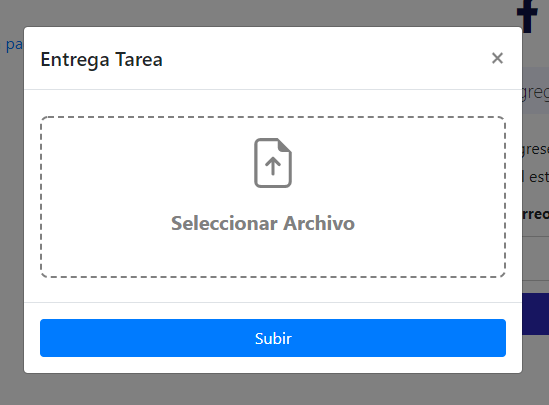 Entrega Tarea
×
Seleccionar Archivo
Subir